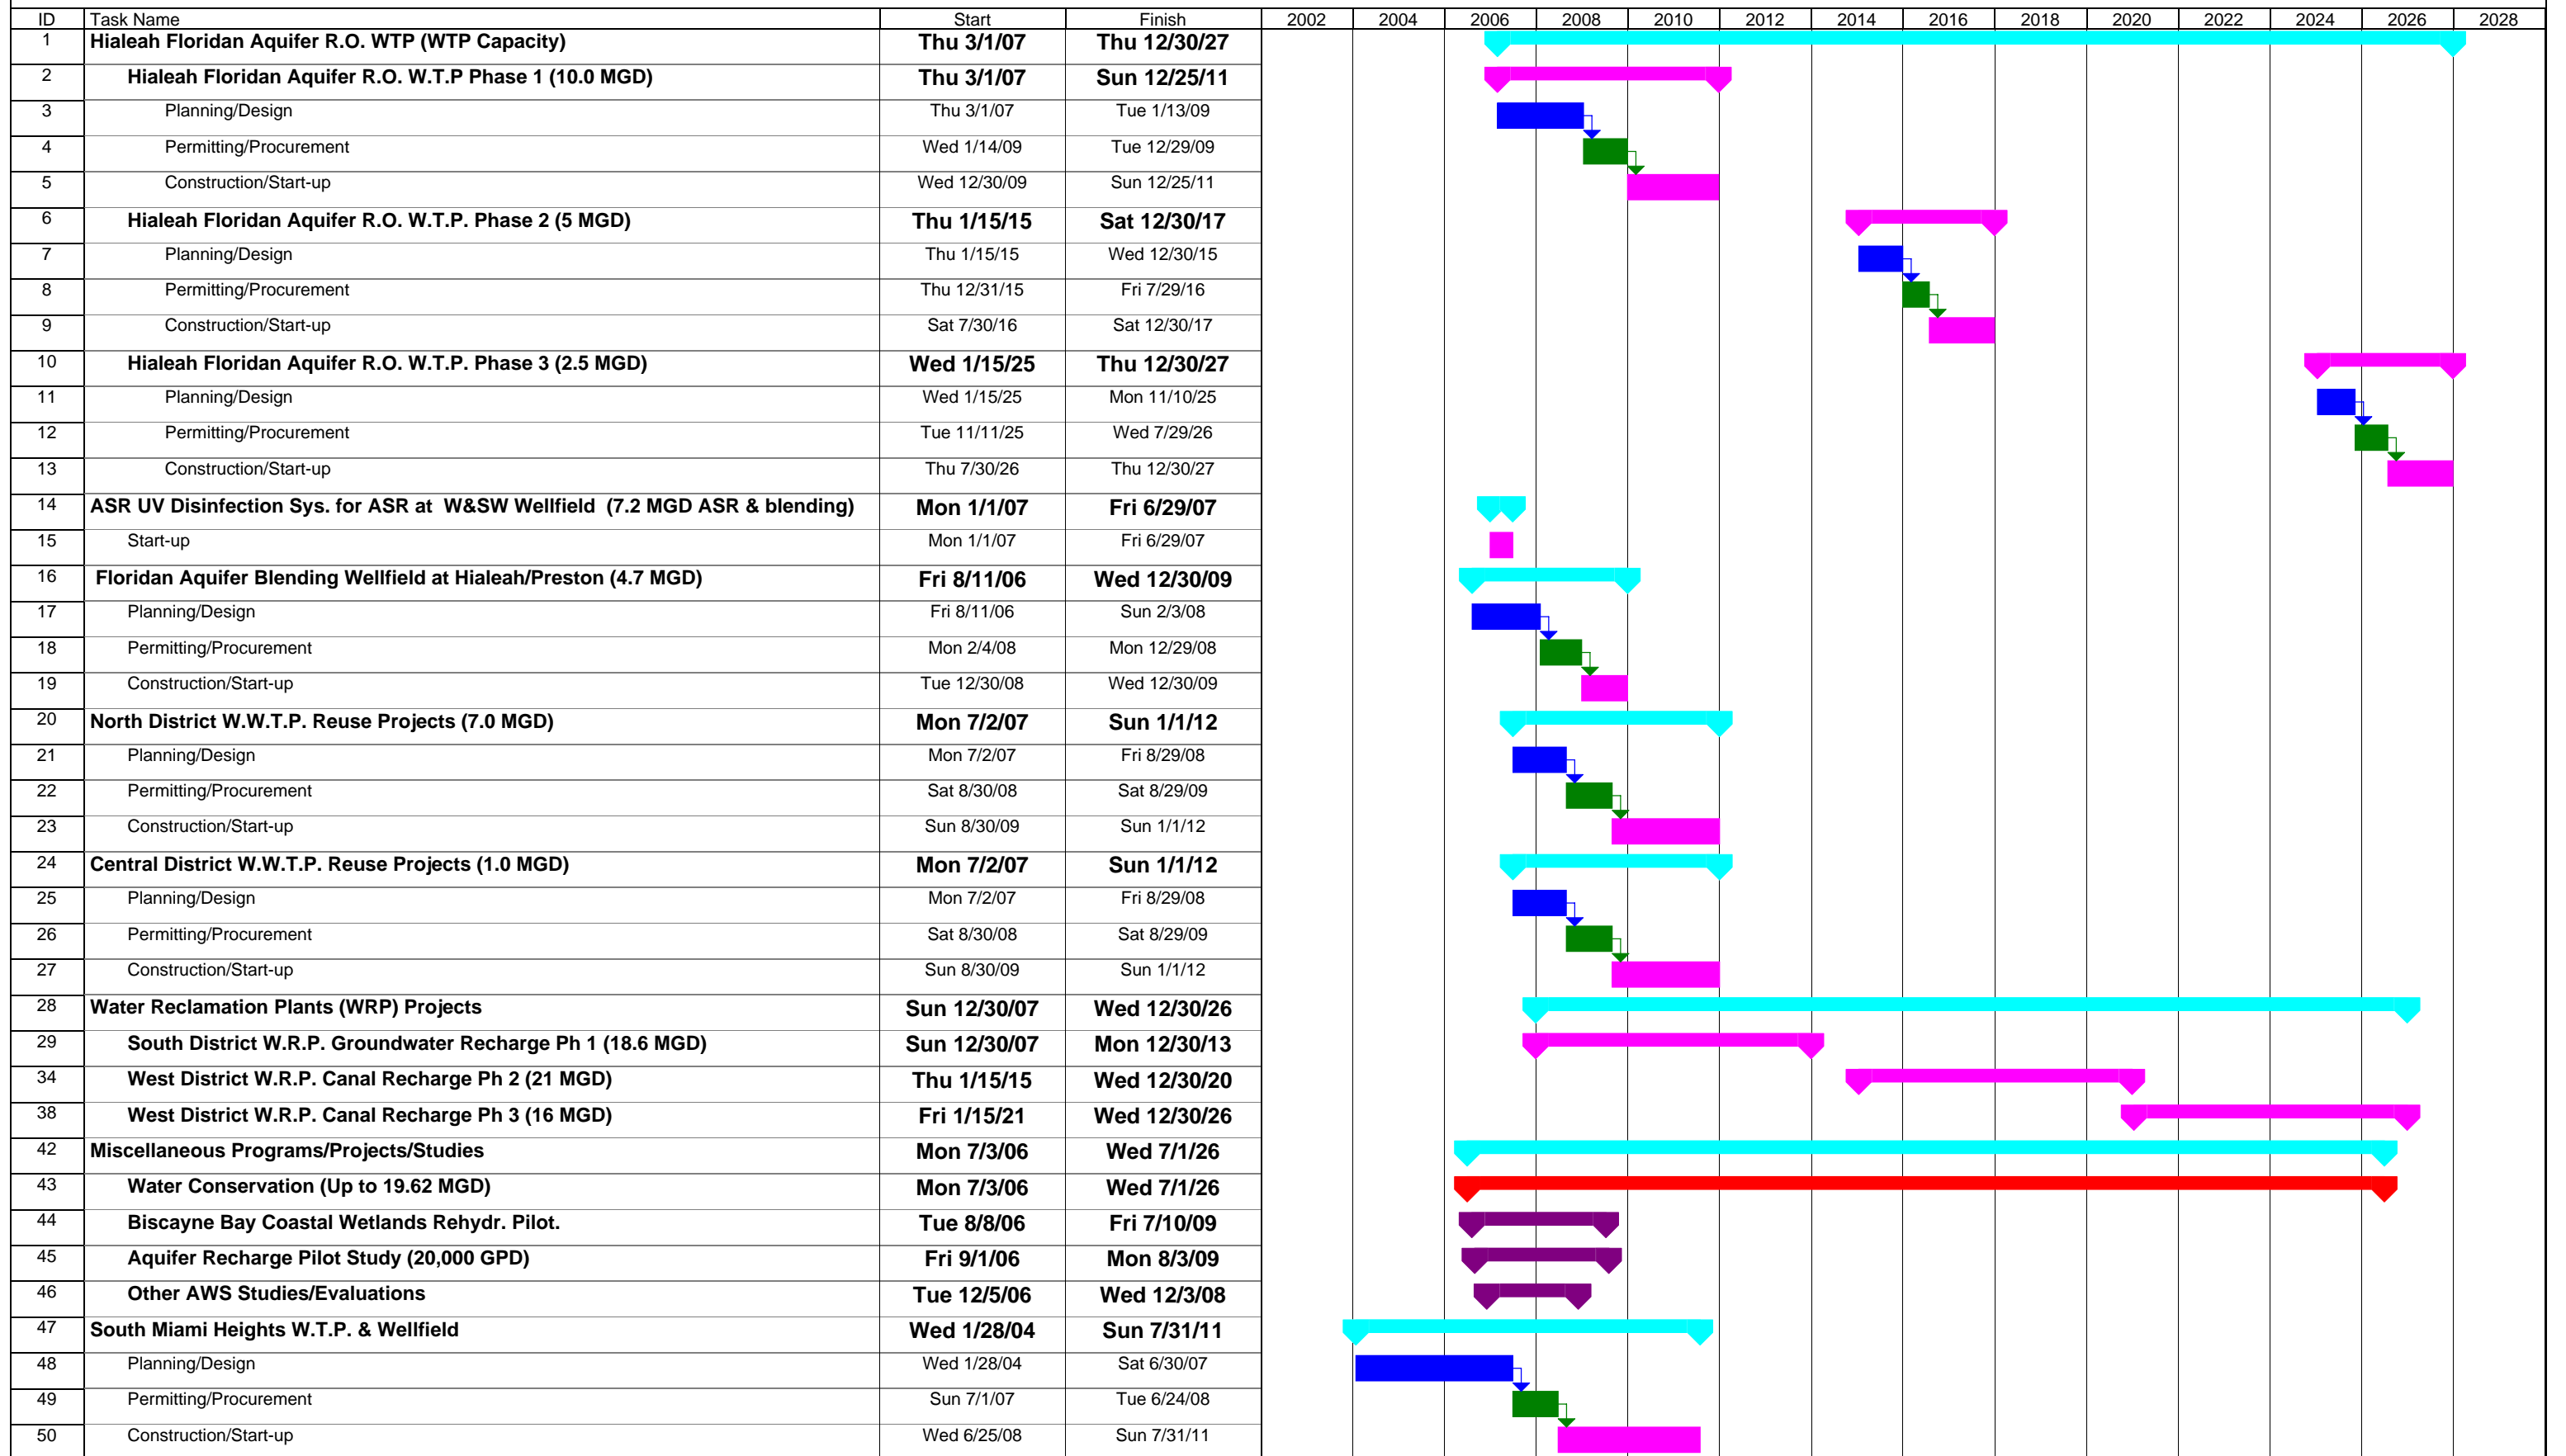 ID Task Name Start Finish 2002 2004 2006 2008 2010 2012 2014 2016 2018 2020 2022 2024 2026 2028
1 Hialeah Floridan Aquifer R.O. WTP (WTP Capacity) Thu 3/1/07 Thu 12/30/27
2 Hialeah Floridan Aquifer R.O. W.T.P Phase 1 (10.0 MGD) Thu 3/1/07 Sun 12/25/11
3 Planning/Design Thu 3/1/07 Tue 1/13/09
4 Permitting/Procurement Wed 1/14/09 Tue 12/29/09
5 Construction/Start-up Wed 12/30/09 Sun 12/25/11
6 Hialeah Floridan Aquifer R.O. W.T.P. Phase 2 (5 MGD) Thu 1/15/15 Sat 12/30/17
7 Planning/Design Thu 1/15/15 Wed 12/30/15
8 Permitting/Procurement Thu 12/31/15 Fri 7/29/16
9 Construction/Start-up Sat 7/30/16 Sat 12/30/17
10 Hialeah Floridan Aquifer R.O. W.T.P. Phase 3 (2.5 MGD) Wed 1/15/25 Thu 12/30/27
11 Planning/Design Wed 1/15/25 Mon 11/10/25
12 Permitting/Procurement Tue 11/11/25 Wed 7/29/26
13 Construction/Start-up Thu 7/30/26 Thu 12/30/27
14 ASR UV Disinfection Sys. for ASR at W&SW Wellfield (7.2 MGD ASR & blending) Mon 1/1/07 Fri 6/29/07
15 Start-up Mon 1/1/07 Fri 6/29/07
16 Floridan Aquifer Blending Wellfield at Hialeah/Preston (4.7 MGD) Fri 8/11/06 Wed 12/30/09
17 Planning/Design Fri 8/11/06 Sun 2/3/08
18 Permitting/Procurement Mon 2/4/08 Mon 12/29/08
19 Construction/Start-up Tue 12/30/08 Wed 12/30/09
20 North District W.W.T.P. Reuse Projects (7.0 MGD) Mon 7/2/07 Sun 1/1/12
21 Planning/Design Mon 7/2/07 Fri 8/29/08
22 Permitting/Procurement Sat 8/30/08 Sat 8/29/09
23 Construction/Start-up Sun 8/30/09 Sun 1/1/12
24 Central District W.W.T.P. Reuse Projects (1.0 MGD) Mon 7/2/07 Sun 1/1/12
25 Planning/Design Mon 7/2/07 Fri 8/29/08
26 Permitting/Procurement Sat 8/30/08 Sat 8/29/09
27 Construction/Start-up Sun 8/30/09 Sun 1/1/12
28 Water Reclamation Plants (WRP) Projects Sun 12/30/07 Wed 12/30/26
29 South District W.R.P. Groundwater Recharge Ph 1 (18.6 MGD) Sun 12/30/07 Mon 12/30/13
34 West District W.R.P. Canal Recharge Ph 2 (21 MGD) Thu 1/15/15 Wed 12/30/20
38 West District W.R.P. Canal Recharge Ph 3 (16 MGD) Fri 1/15/21 Wed 12/30/26
42 Miscellaneous Programs/Projects/Studies Mon 7/3/06 Wed 7/1/26
43 Water Conservation (Up to 19.62 MGD) Mon 7/3/06 Wed 7/1/26
44 Biscayne Bay Coastal Wetlands Rehydr. Pilot. Tue 8/8/06 Fri 7/10/09
45 Aquifer Recharge Pilot Study (20,000 GPD) Fri 9/1/06 Mon 8/3/09
46 Other AWS Studies/Evaluations Tue 12/5/06 Wed 12/3/08
47 South Miami Heights W.T.P. & Wellfield Wed 1/28/04 Sun 7/31/11
48 Planning/Design Wed 1/28/04 Sat 6/30/07
49 Permitting/Procurement Sun 7/1/07 Tue 6/24/08
50 Construction/Start-up Wed 6/25/08 Sun 7/31/11